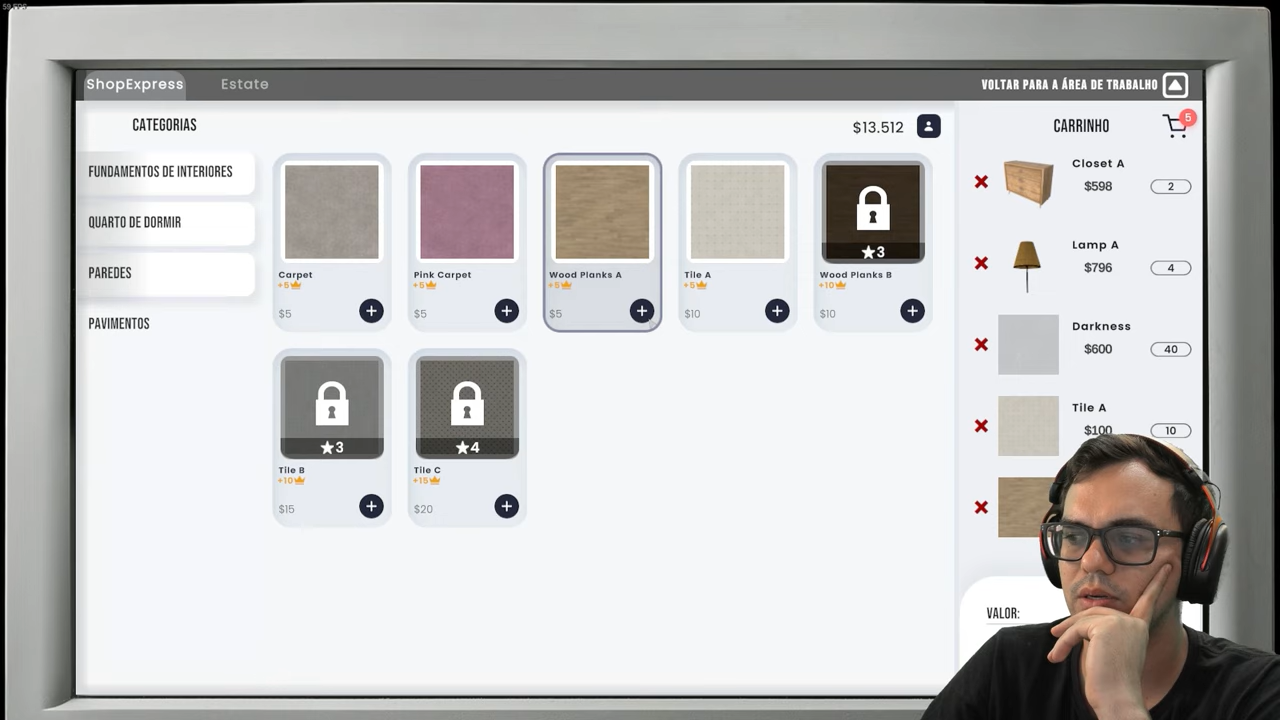 59 FPS
ShopExpress
Estate
VOLTAR PARA A ÁREA DE TRABALHO
CATEGORIAS
$13.512
CARRINHO
5
FUNDAMENTOS DE INTERIORES
QUARTO DE DORMIR
PAREDES
PAVIMENTOS
Carpet
+5
$5
Pink Carpet
+5
$5
Wood Planks A
+5
$5
Tile A
+5
$10
★3
Wood Planks B
+10
$10
★3
Tile B
+10
$15
★4
Tile C
+15
$20
Closet A
$598
2
Lamp A
$796
4
Darkness
$600
40
Tile A
$100
10
VALOR: